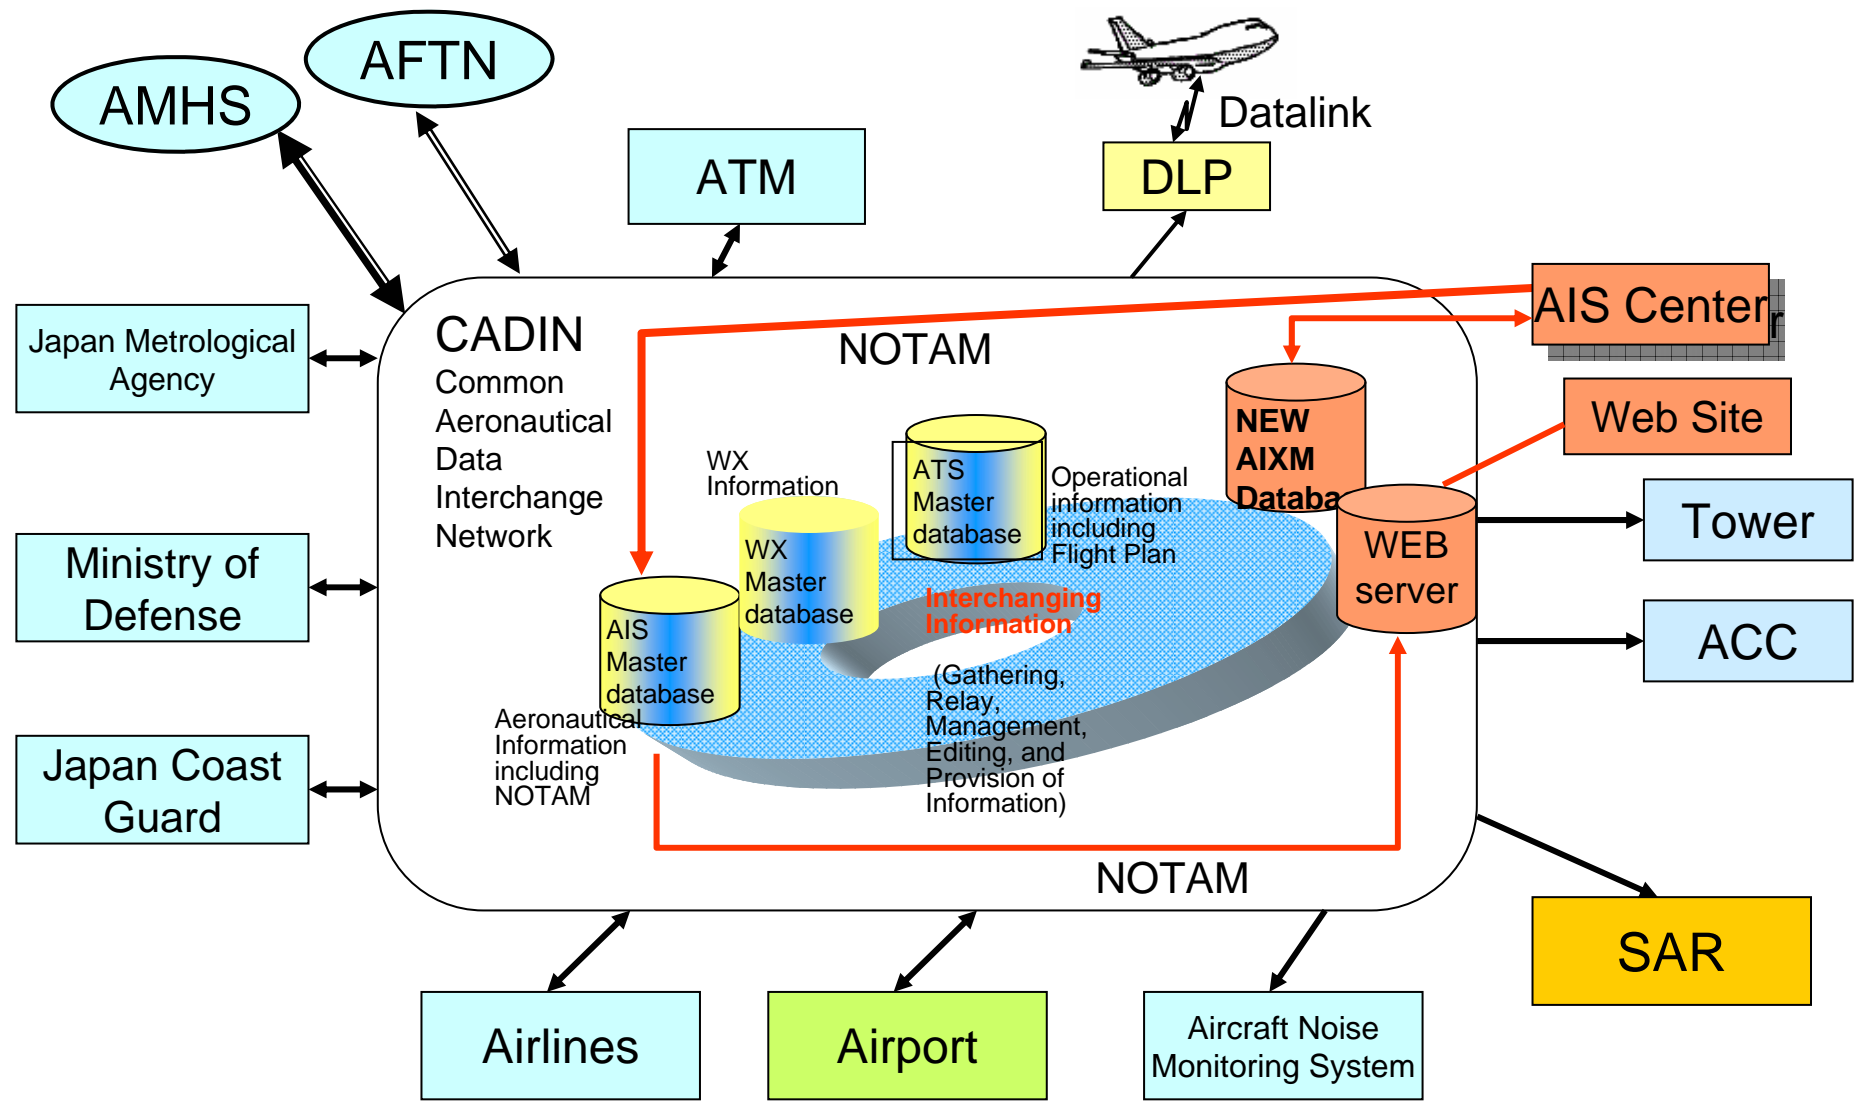 AFTN
AMHS
Datalink
ATM
DLP
AIS Center
r
Japan Metrological
Agency
CADIN
Common
Aeronautical
Data
Interchange
Network
NOTAM
Web Site
NEW
AIXM
Databa
WX
Information
ATS
Master
database
Operational
information
including
Flight Plan
Tower
WEB
server
Ministry of
Defense
WX
Master
database
Interchanging
Information
AIS
Master
database
ACC
(Gathering,
Relay,
Management,
Editing, and
Provision of
Information)
Aeronautical
Information
including
NOTAM
Japan Coast
Guard
NOTAM
SAR
Airlines
Airport
Aircraft Noise
Monitoring System